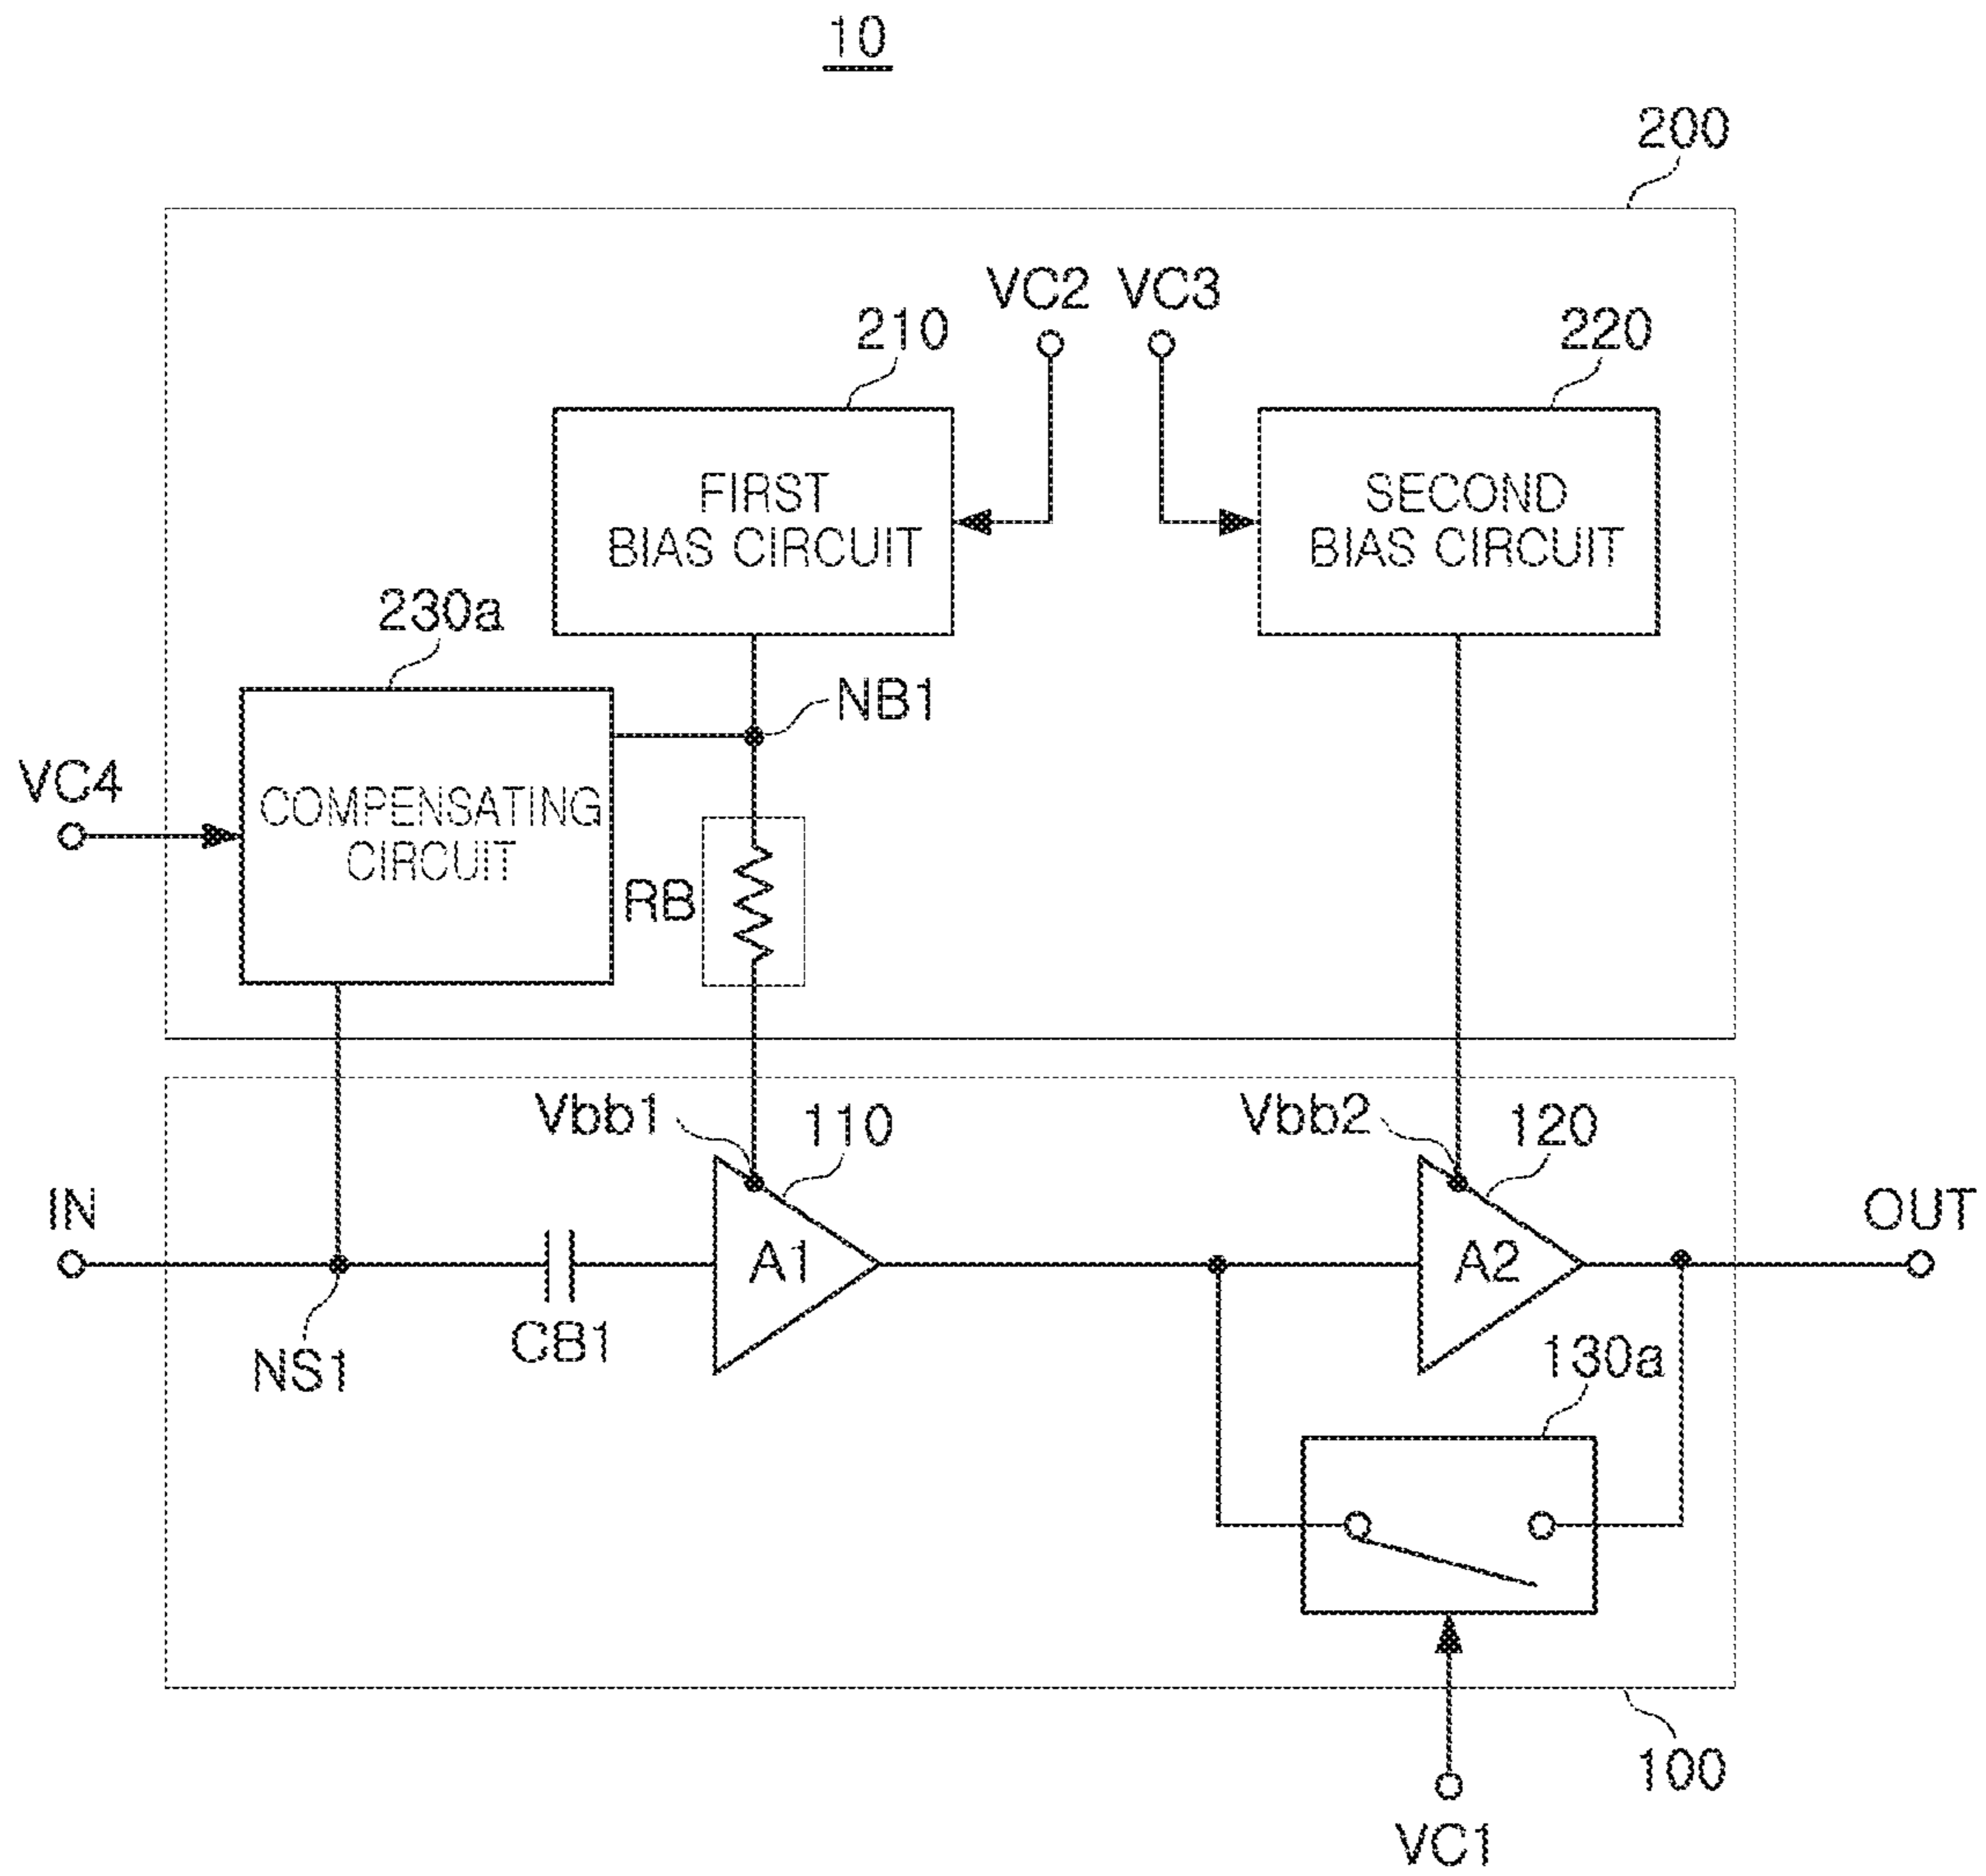 10
200
VC2 VC3
210
220
FIRST
BIAS CIRCUIT
SECOND
BIAS CIRCUIT
230a
NB1
VC4
COMPENSATING
CIRCUIT
RB
Vbb1
110
Vbb2
120
IN
OUT
A1
A2
CB1
NS1
130a
100
VC1